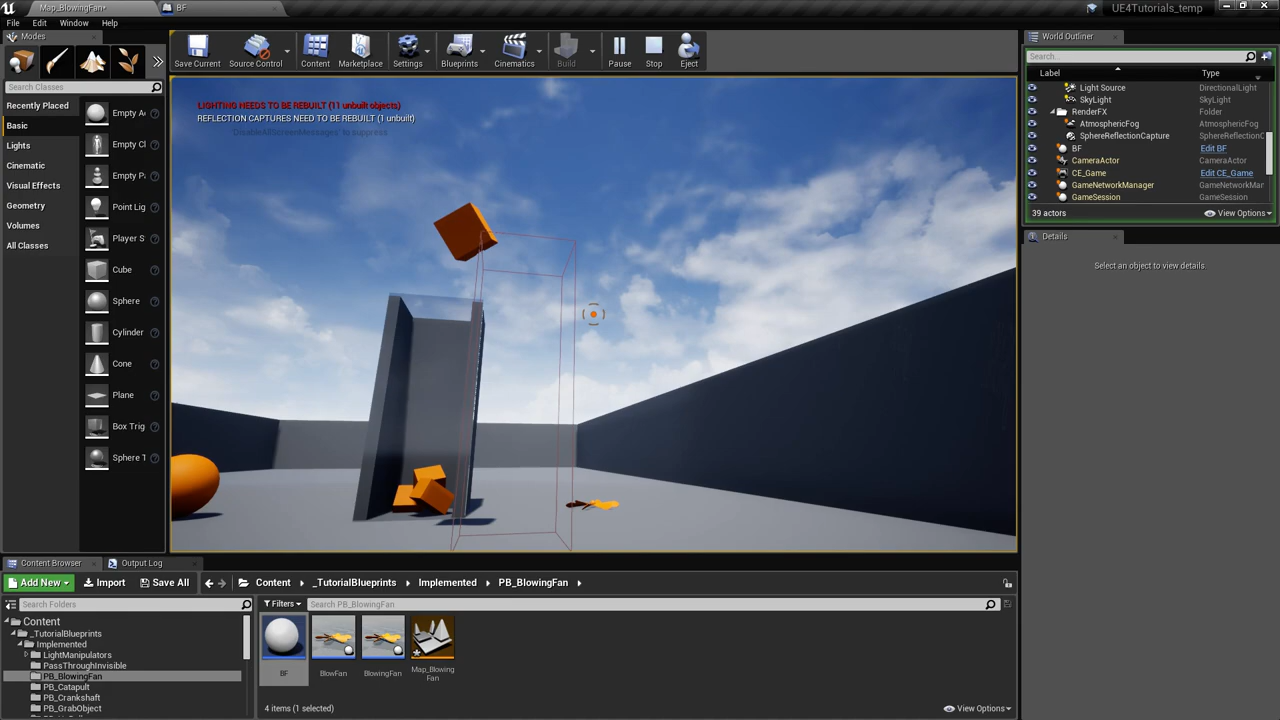 Map_BlowingFan*
BF
UE4Tutorials_temp
File Edit Window Help
Modes
World Outliner
Search Classes
Save Current
Source Control
Content
Marketplace
Settings
Blueprints
Cinematics
Build
Pause
Stop
Eject
Recently Placed
Basic
Lights
Cinematic
Visual Effects
Geometry
Volumes
All Classes
Empty A
Empty C
Empty P
Point Lig
Player S
Cube
Sphere
Cylinder
Cone
Plane
Box Trig
Sphere T
LIGHTING NEEDS TO BE REBUILT (11 unbuilt objects)
REFLECTION CAPTURES NEED TO BE REBUILT (1 unbuilt)
'DisableAllScreenMessages' to suppress
Search...
Label Type
Light Source DirectionalLight
SkyLight SkyLight
RenderFX Folder
AtmosphericFog AtmosphericFog
SphereReflectionCapture SphereReflectionC
BF Edit BF
CameraActor CameraActor
CE_Game Edit CE_Game
GameNetworkManager GameNetworkMar
GameSession GameSession
39 actors View Options
Details
Select an object to view details.
Content Browser
Output Log
Add New Import Save All
Content _TutorialBlueprints Implemented PB_BlowingFan
Search Folders
Filters Search PB_BlowingFan
Content
_TutorialBlueprints
Implemented
LightManipulators
PassThroughInvisible
PB_BlowingFan
PB_Catapult
PB_Crankshaft
PB_GrabObject
BF
BlowFan
BlowingFan
Map_Blowing
Fan
4 items (1 selected)
View Options